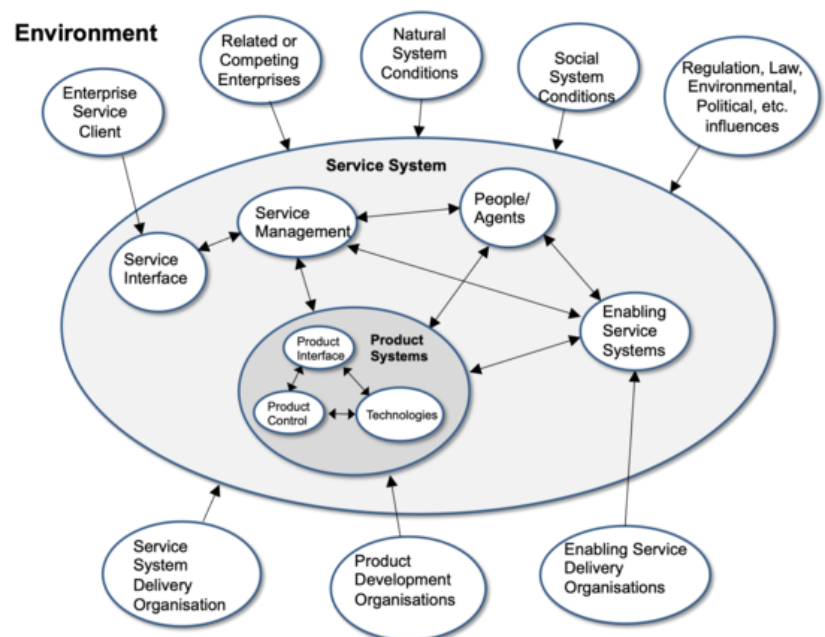 Environment
Enterprise
Service
Client
Related or
Competing
Enterprises
Natural
System
Conditions
Social
System
Conditions
Regulation, Law,
Environmental,
Political, etc.
influences
Service System
Service
Interface
Service
Management
People/
Agents
Enabling
Service
Systems
Product
Systems
Product
Interface
Product
Control
Technologies
Service
System
Delivery
Organisation
Product
Development
Organisations
Enabling Service
Delivery
Organisations